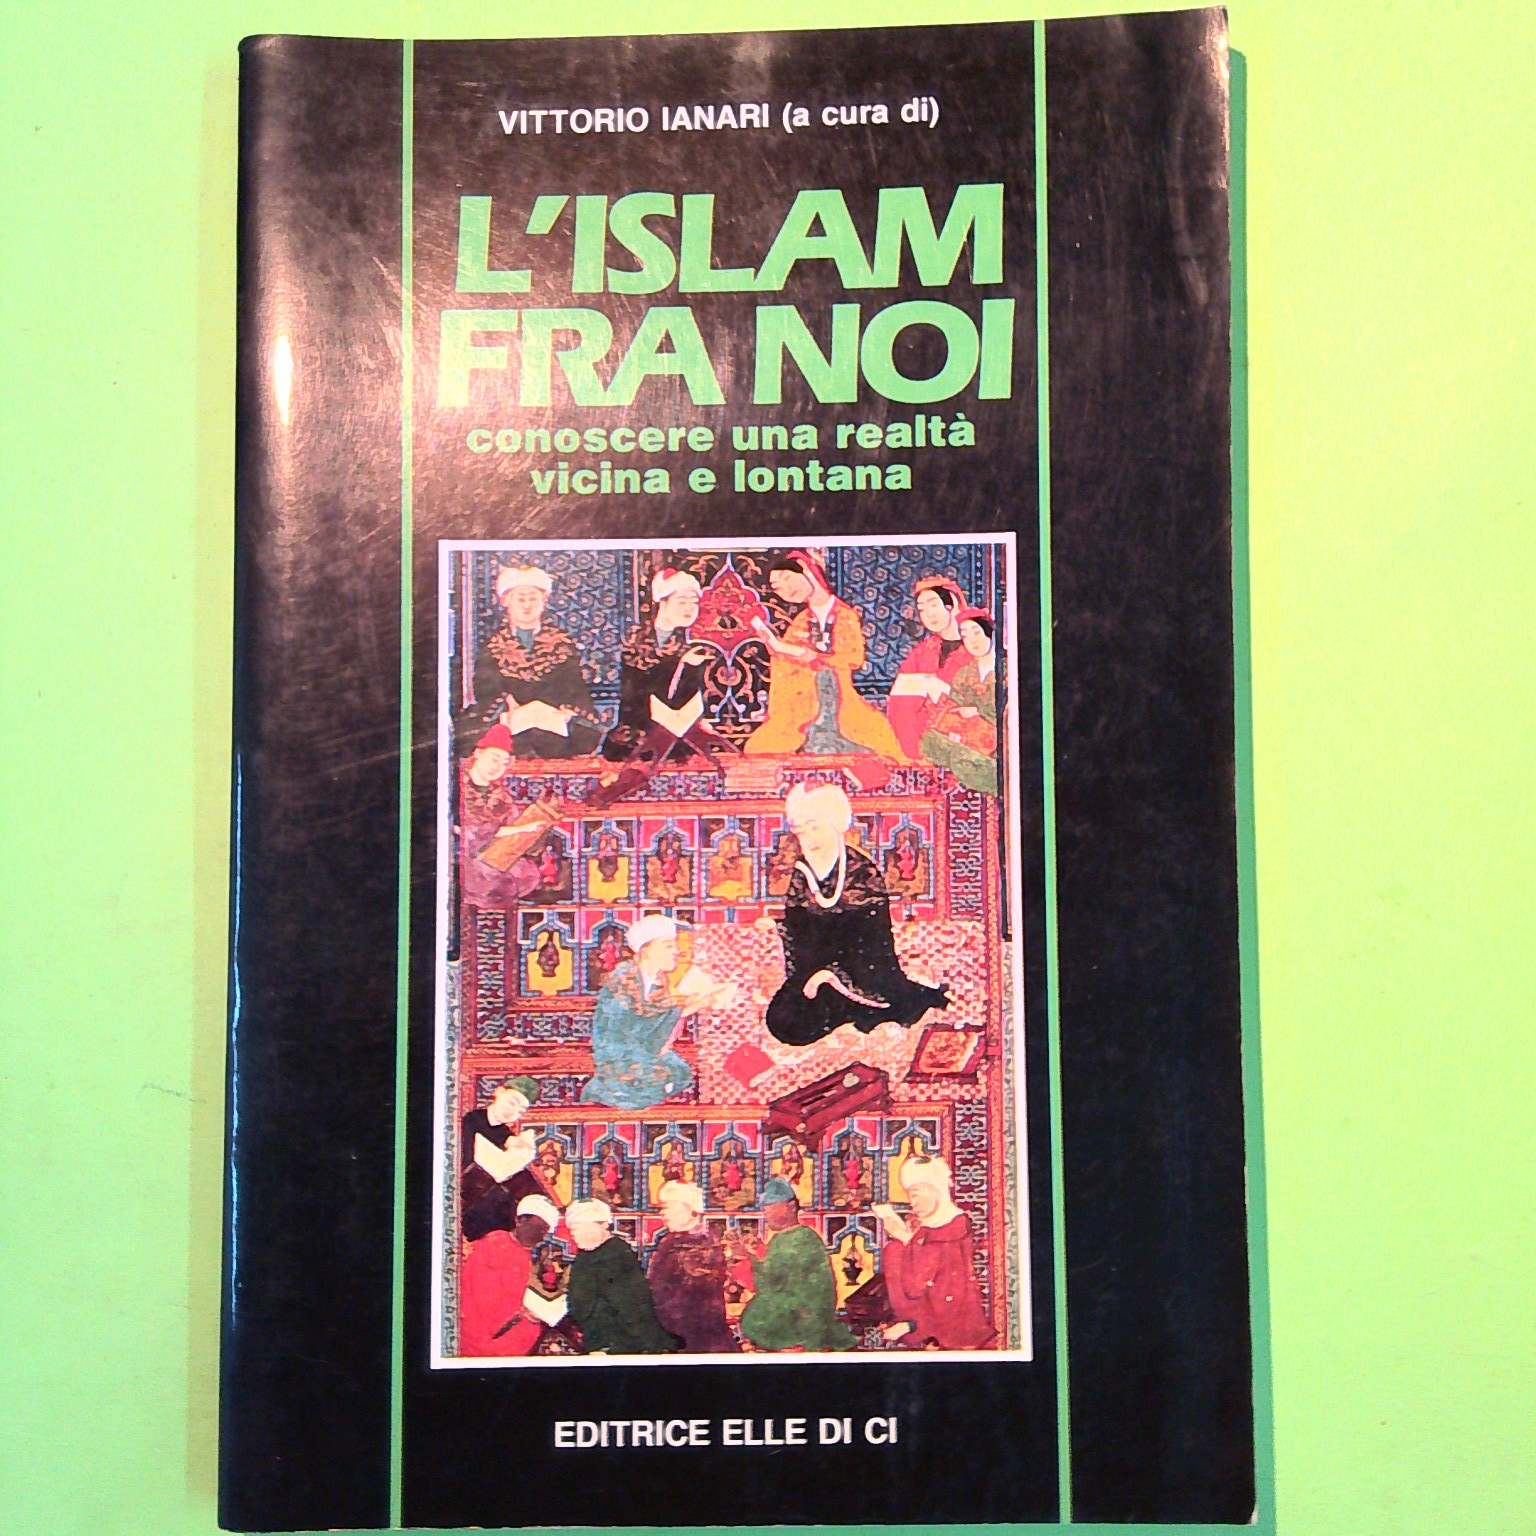 VITTORIO IANARI (a cura di)
L'ISLAM
FRA NOI
conoscere una realtà
vicina e lontana
EDITRICE ELLE DI CI